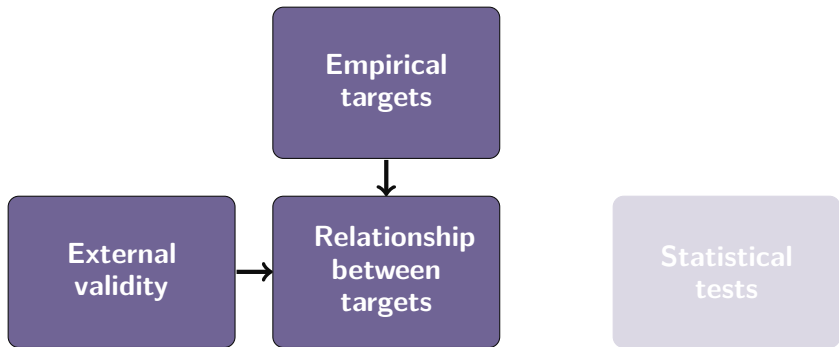 Empirical
targets
External
validity
Relationship
between
targets
Statistical
tests